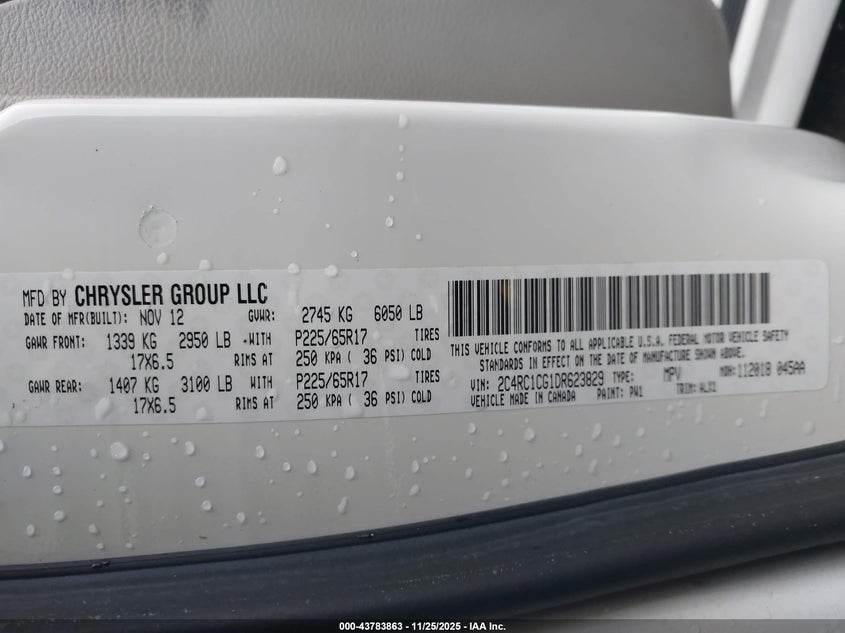 MFD BY CHRYSLER GROUP LLC
DATE OF MFR(BUILT): NOV 12 GVWR: 2745 KG 6050 LB
GAWR FRONT: 1339 KG 2950 LB WITH P225/65R17 TIRES
17X6.5 RIMS AT 250 KPA ( 36 PSI) COLD
GAWR REAR: 1407 KG 3100 LB WITH P225/65R17 TIRES
17X6.5 RIMS AT 250 KPA ( 36 PSI) COLD
THIS VEHICLE CONFORMS TO ALL APPLICABLE U.S.A. FEDERAL MOTOR VEHICLE SAFETY
STANDARDS IN EFFECT ON THE DATE OF MANUFACTURE SHOWN ABOVE.
VIN: 2C4RC1CG1DR623829 TYPE: MPV MDH: 112018 045AA
VEHICLE MADE IN CANADA PAINT: PW1 TRIM:
000-43783863 | 11/25/2025 - IAA Inc.